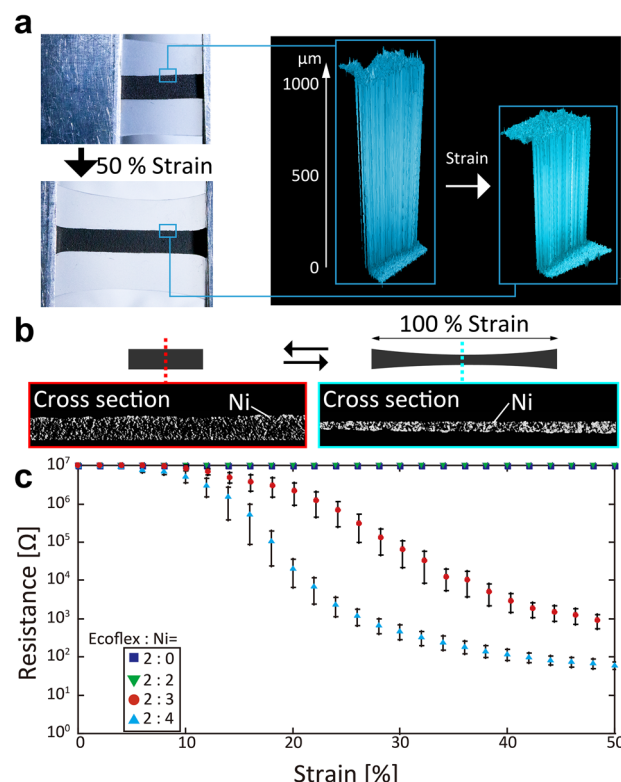 a
50 % Strain
µm
1000
500
0
Strain
b
100 % Strain
Cross section
Ni
Cross section
Ni
c
Resistance [Ω]
10⁷
10⁶
10⁵
10⁴
10³
10²
10¹
10⁰
Ecoflex : Ni=
2 : 0
2 : 2
2 : 3
2 : 4
0
10
20
30
40
50
Strain [%]